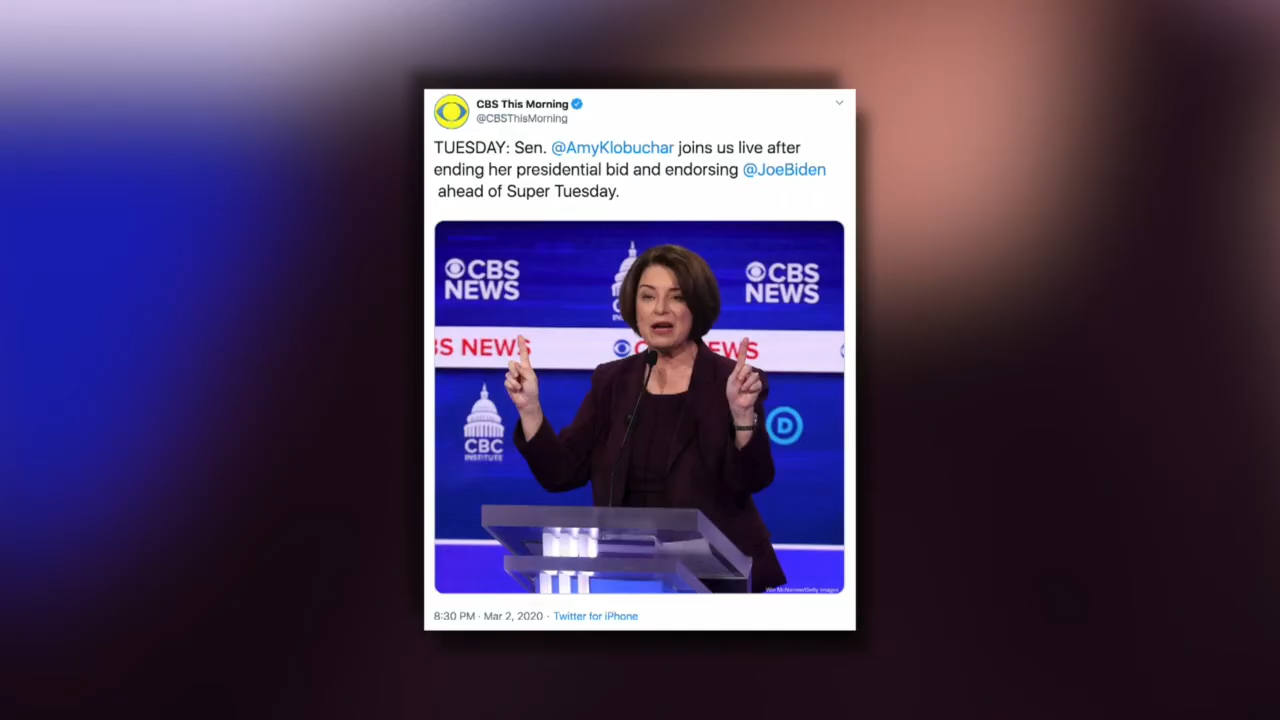 CBS This Morning
@CBSThisMorning
TUESDAY: Sen. @AmyKlobuchar joins us live after
ending her presidential bid and endorsing @JoeBiden
ahead of Super Tuesday.
CBS
NEWS
CBS
NEWS
BS NEWS
NEWS
CBC
INSTITUTE
D
8:30 PM · Mar 2, 2020 · Twitter for iPhone